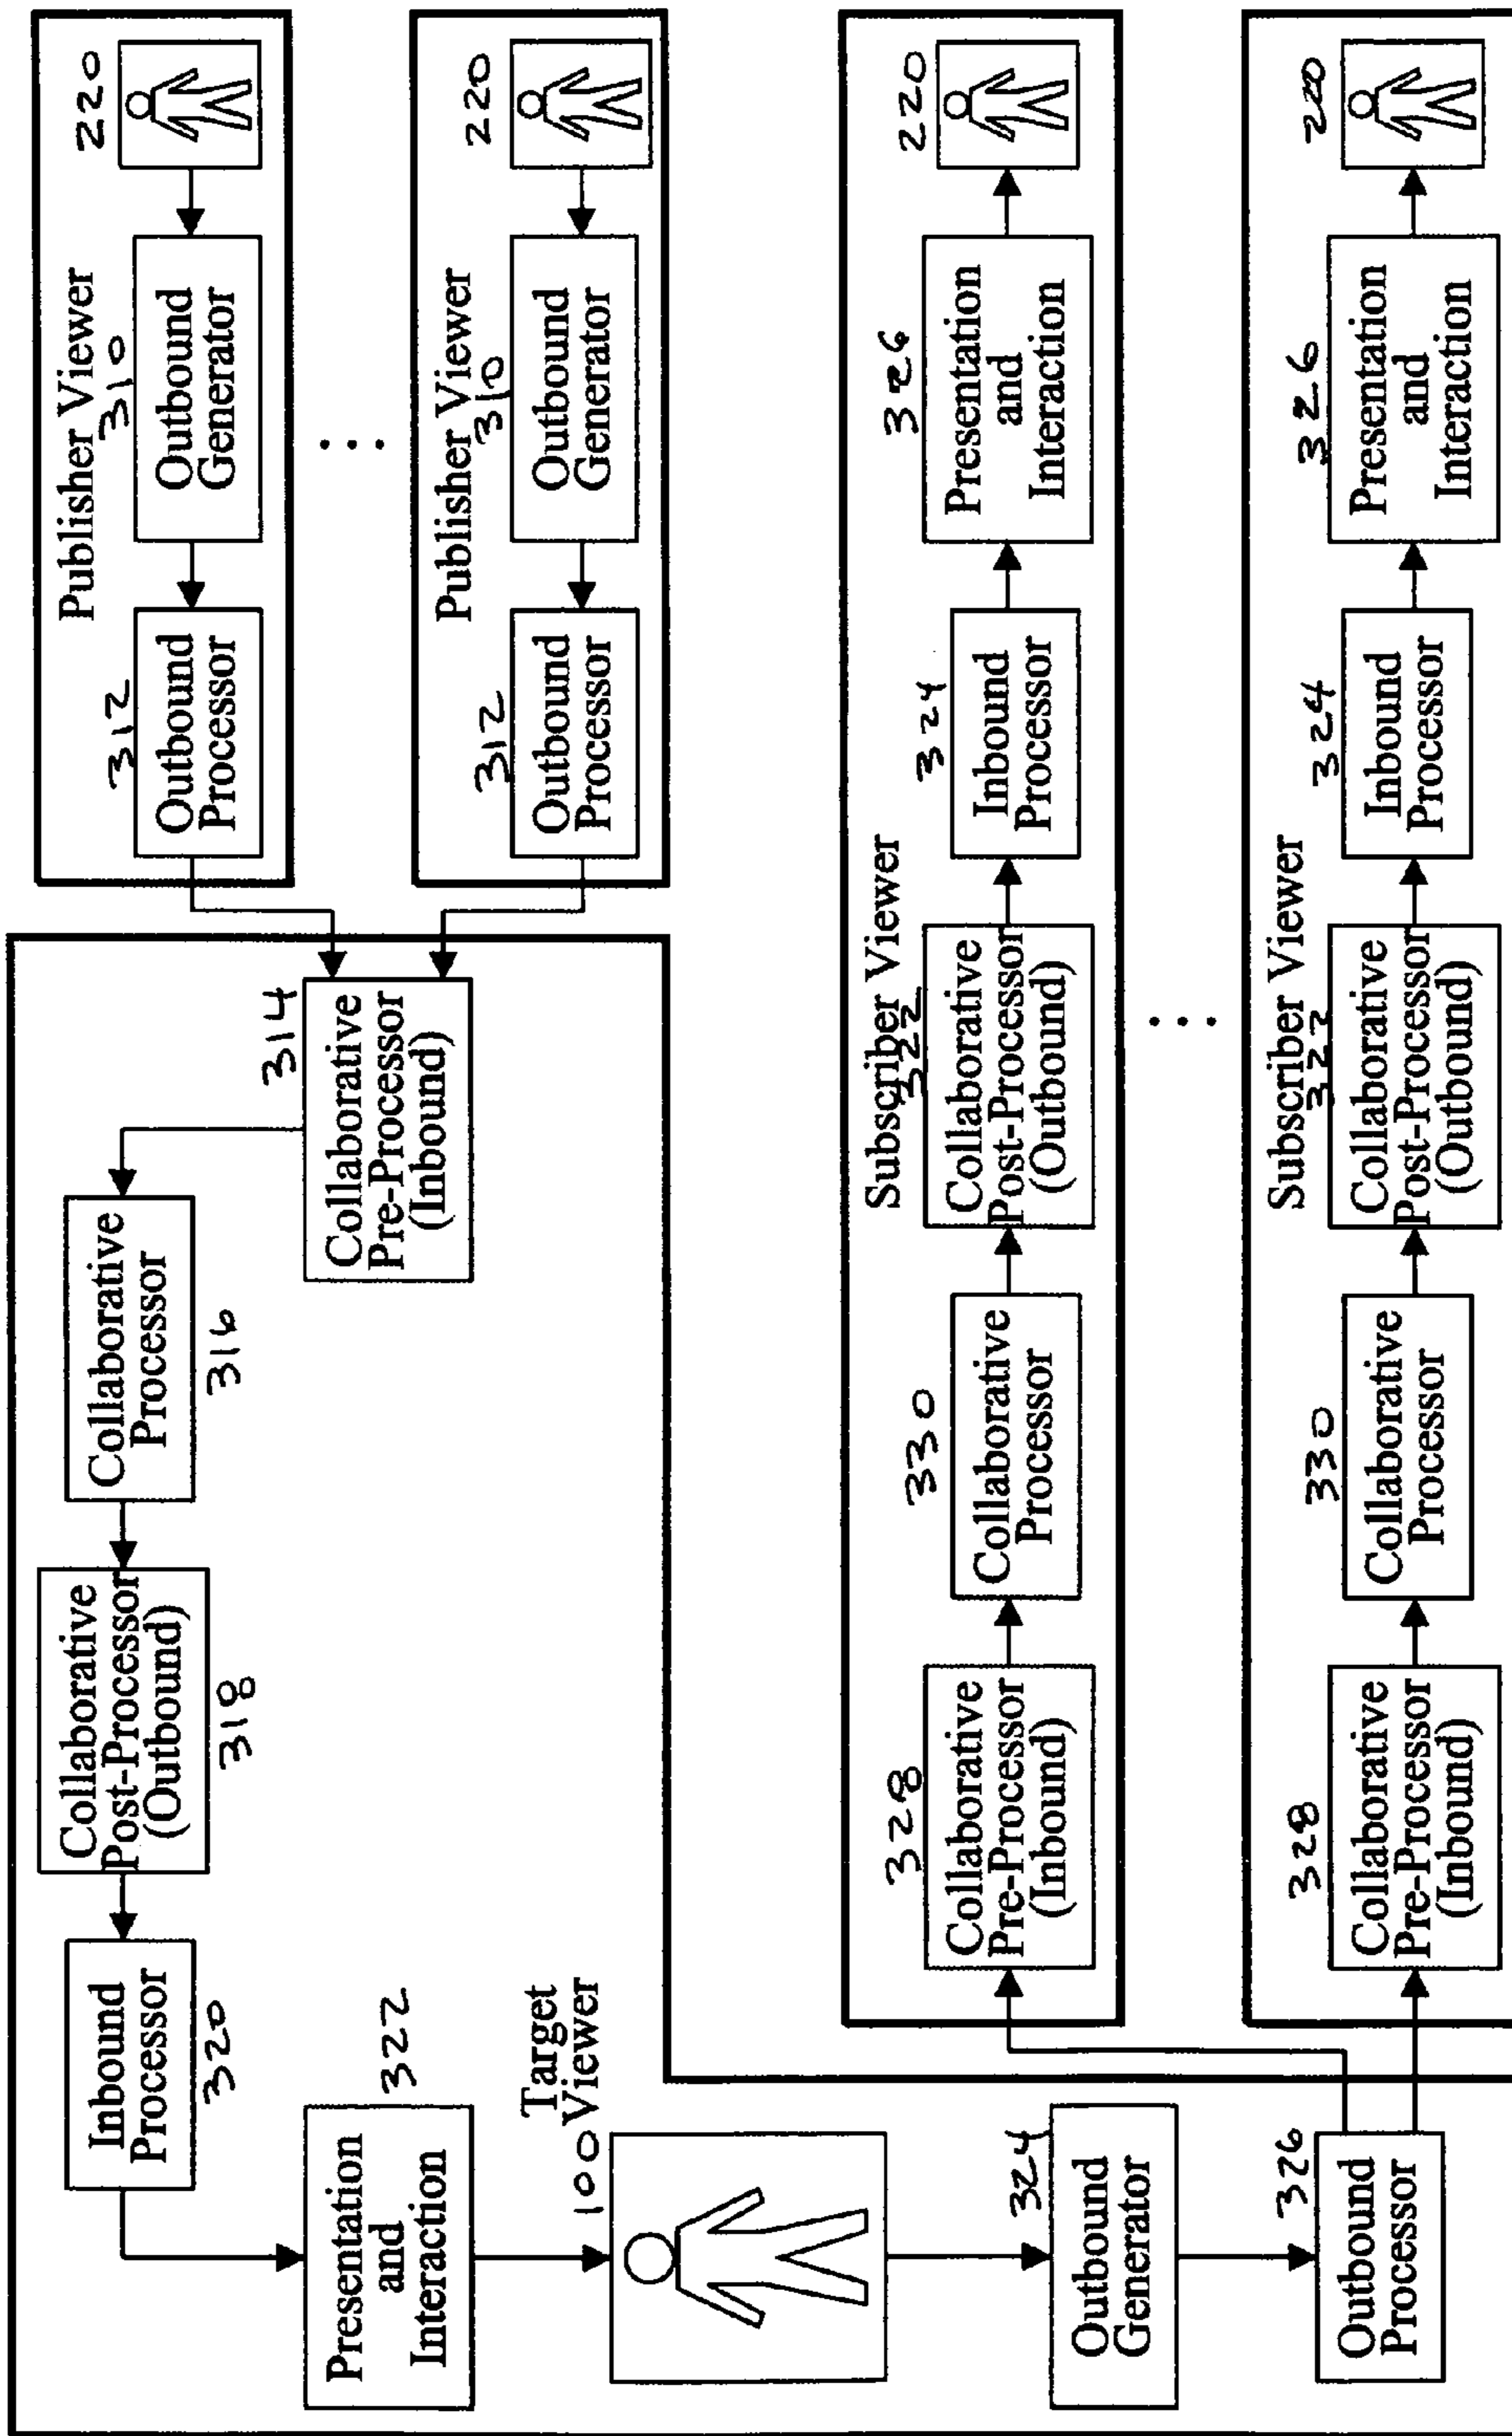 Publisher Viewer
220
310
Outbound
Generator
312
Outbound
Processor
...
Publisher Viewer
220
310
Outbound
Generator
312
Outbound
Processor
314
Collaborative
Pre-Processor
(Inbound)
Collaborative
Processor
316
Collaborative
Post-Processor
(Outbound)
318
Inbound
Processor
320
Presentation
and
Interaction
322
Target
Viewer
100
324
Outbound
Generator
326
Outbound
Processor
Subscriber Viewer
328
Collaborative
Pre-Processor
(Inbound)
330
Collaborative
Processor
322
Collaborative
Post-Processor
(Outbound)
324
Inbound
Processor
326
Presentation
and
Interaction
220
...
Subscriber Viewer
328
Collaborative
Pre-Processor
(Inbound)
330
Collaborative
Processor
322
Collaborative
Post-Processor
(Outbound)
324
Inbound
Processor
326
Presentation
and
Interaction
220